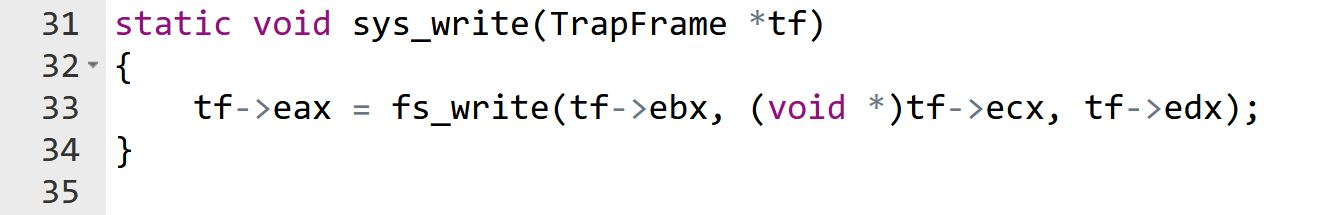 31 static void sys_write(TrapFrame *tf)
32 {
33     tf->eax = fs_write(tf->ebx, (void *)tf->ecx, tf->edx);
34 }
35